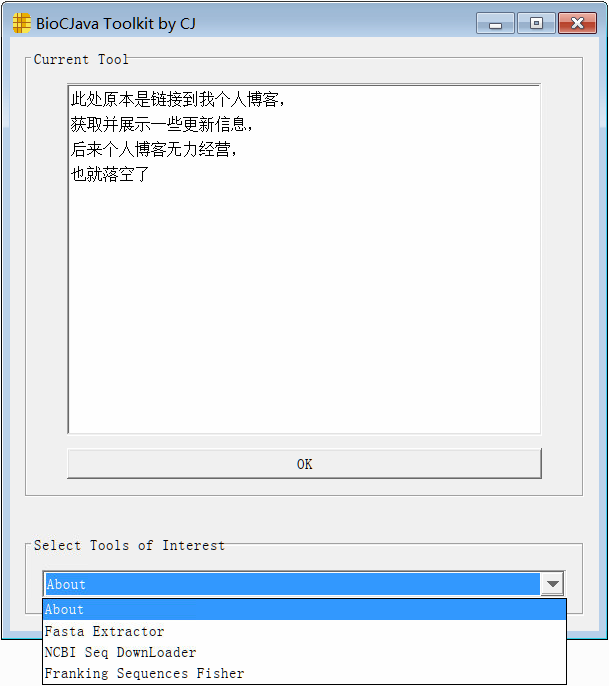 BioCJava Toolkit by CJ
Current Tool
此处原本是链接到我个人博客，
获取并展示一些更新信息，
后来个人博客无力经营，
也就落空了
OK
Select Tools of Interest
About
About
Fasta Extractor
NCBI Seq DownLoader
Franking Sequences Fisher